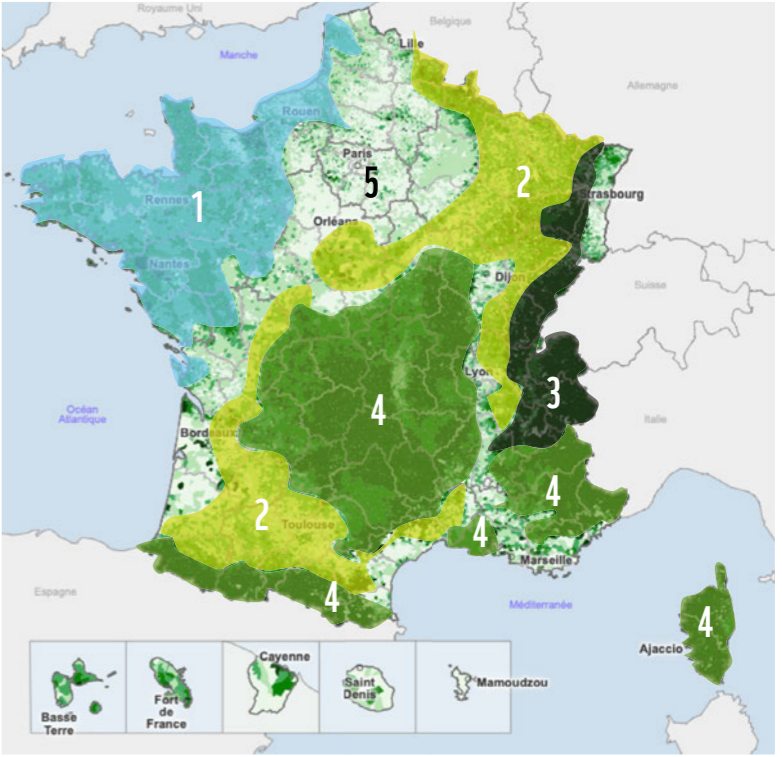 Royaume Uni
Belgique
Lille
Manche
Allemagne
Rouen
Paris
5
2
1
Rennes
Strasbourg
Orléans
Nantes
Dijon
Suisse
Lyon
3
4
Océan
Atlantique
Italie
Bordeaux
4
2
Toulouse
4
Marseille
Espagne
4
Méditerranée
4
Ajaccio
Cayenne
Saint
Denis
Mamoudzou
Fort
de
France
Basse
Terre